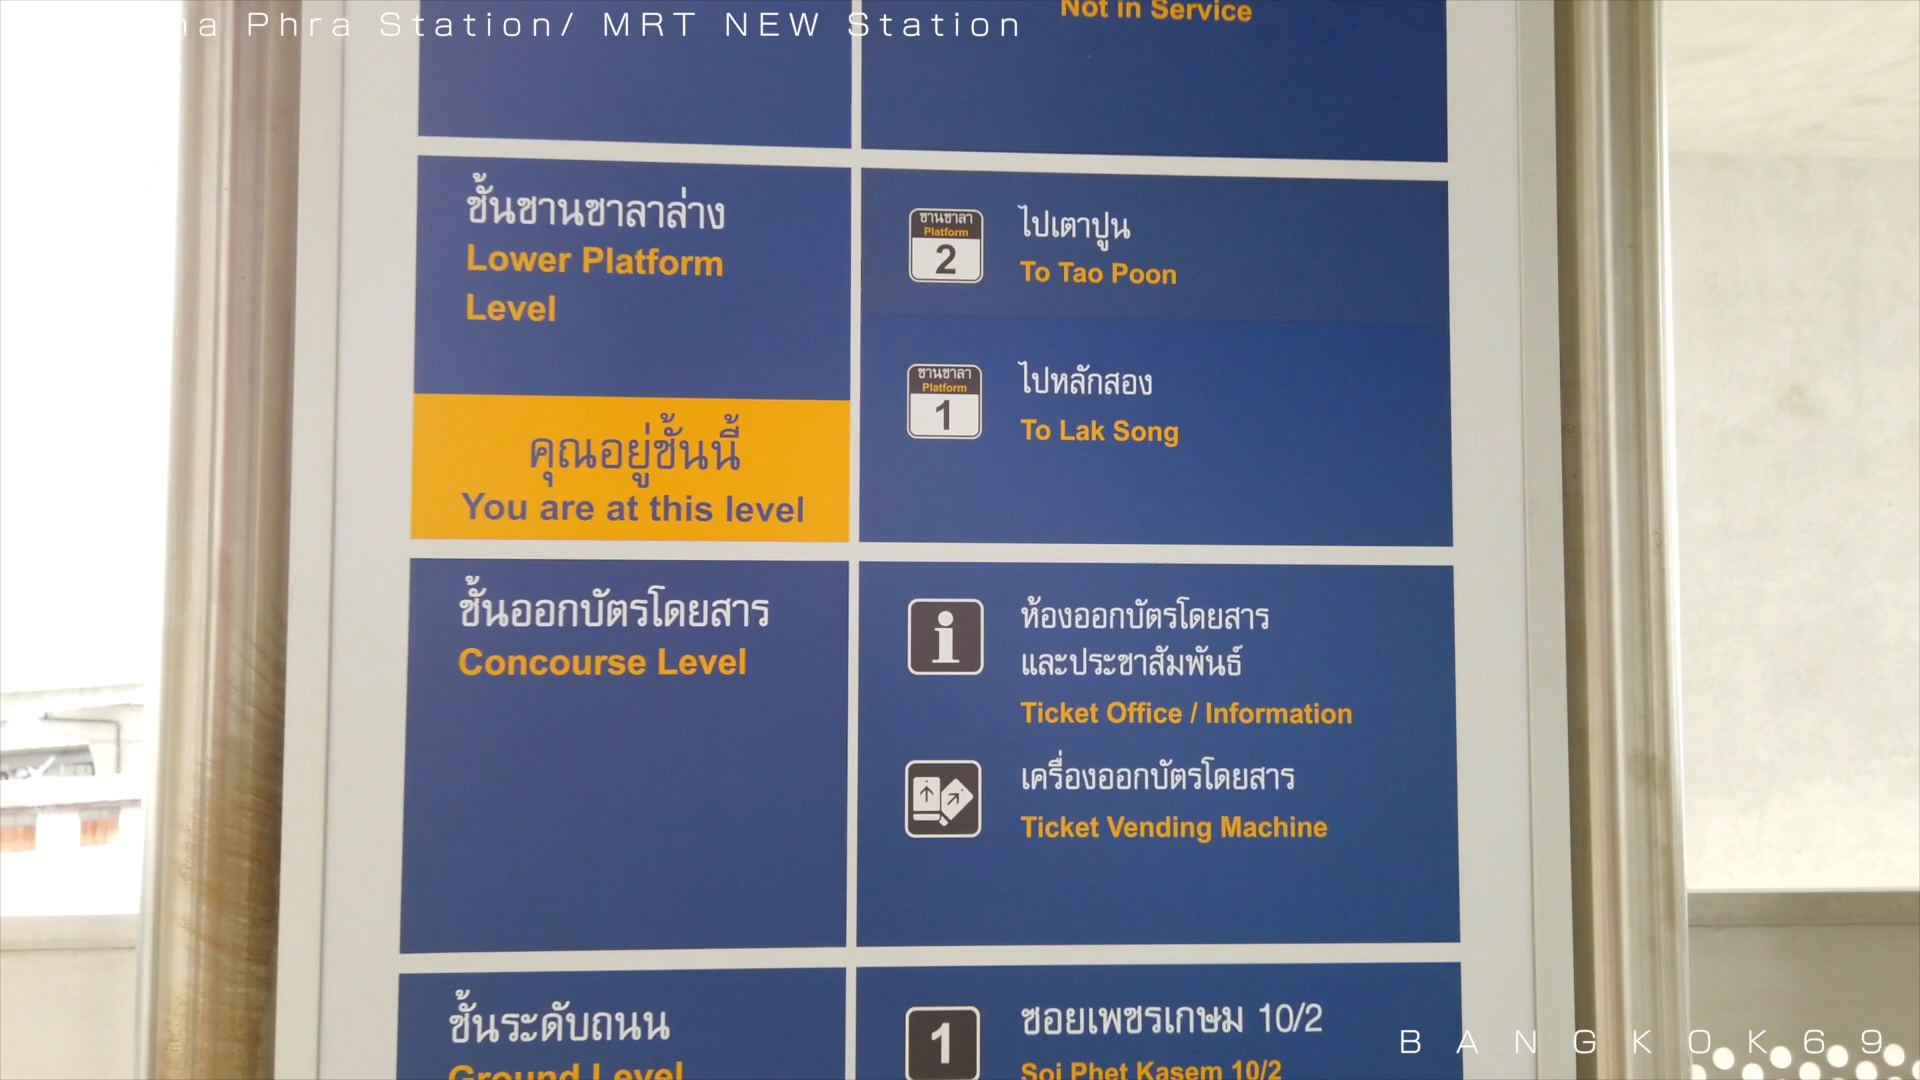 Phra Station/ MRT NEW Station
Not in Service
ชั้นชานชาลาล่าง
Lower Platform
Level
คุณอยู่ชั้นนี้
You are at this level
ชานชาลา
Platform
2
ไปเตาปูน
To Tao Poon
ชานชาลา
Platform
1
ไปหลักสอง
To Lak Song
ชั้นออกบัตรโดยสาร
Concourse Level
ห้องออกบัตรโดยสาร
และประชาสัมพันธ์
Ticket Office / Information
เครื่องออกบัตรโดยสาร
Ticket Vending Machine
ชั้นระดับถนน
Ground Level
1
ซอยเพชรเกษม 10/2
Soi Phet Kasem 10/2
BANGKOK69